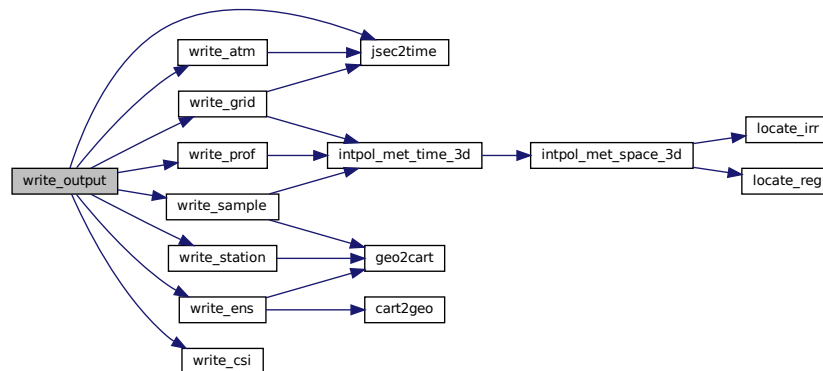 write_output
write_atm
write_grid
write_prof
write_sample
write_station
write_ens
write_csi
jsec2time
intpol_met_time_3d
geo2cart
cart2geo
intpol_met_space_3d
locate_irr
locate_reg